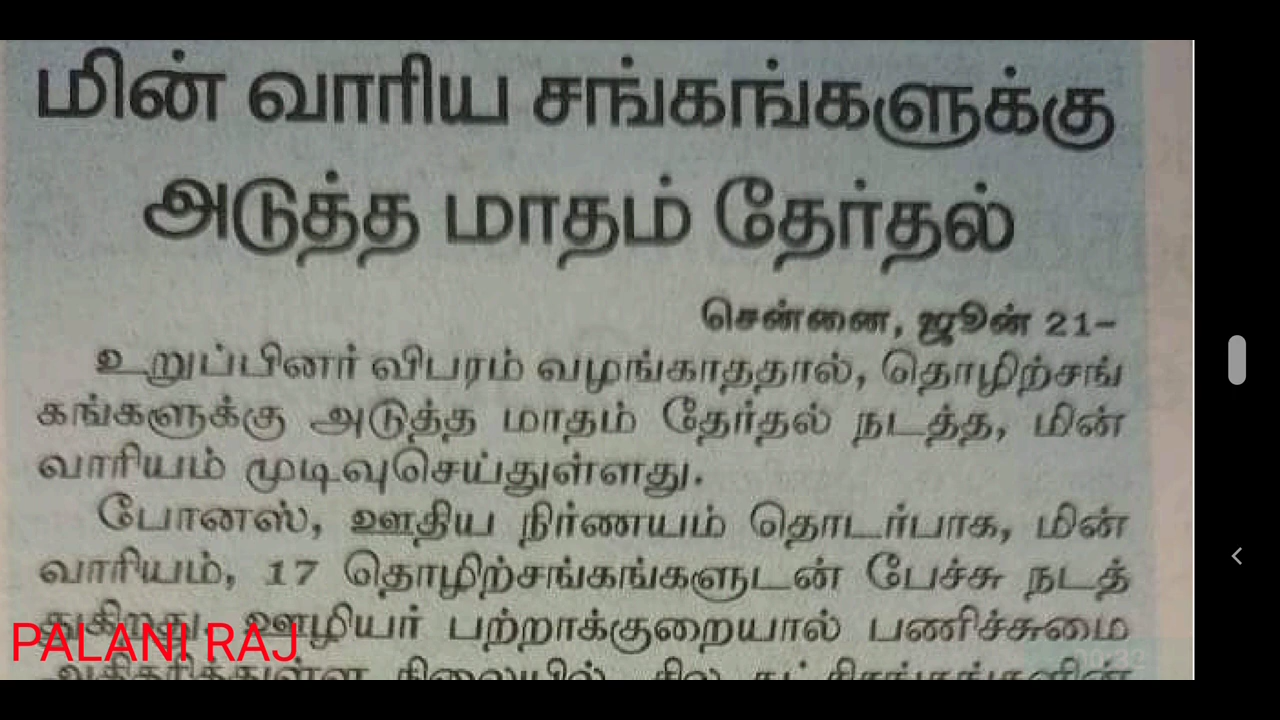 மின் வாரிய சங்கங்களுக்கு
அடுத்த மாதம் தேர்தல்
சென்னை, ஜூன் 21–
உறுப்பினர் விபரம் வழங்காததால், தொழிற்சங்
கங்களுக்கு அடுத்த மாதம் தேர்தல் நடத்த, மின்
வாரியம் முடிவுசெய்துள்ளது.
போனஸ், ஊதிய நிர்ணயம் தொடர்பாக, மின்
வாரியம், 17 தொழிற்சங்கங்களுடன் பேச்சு நடத்
துகிறது. ஊழியர் பற்றாக்குறையால் பணிச்சுமை
PALANI RAJ